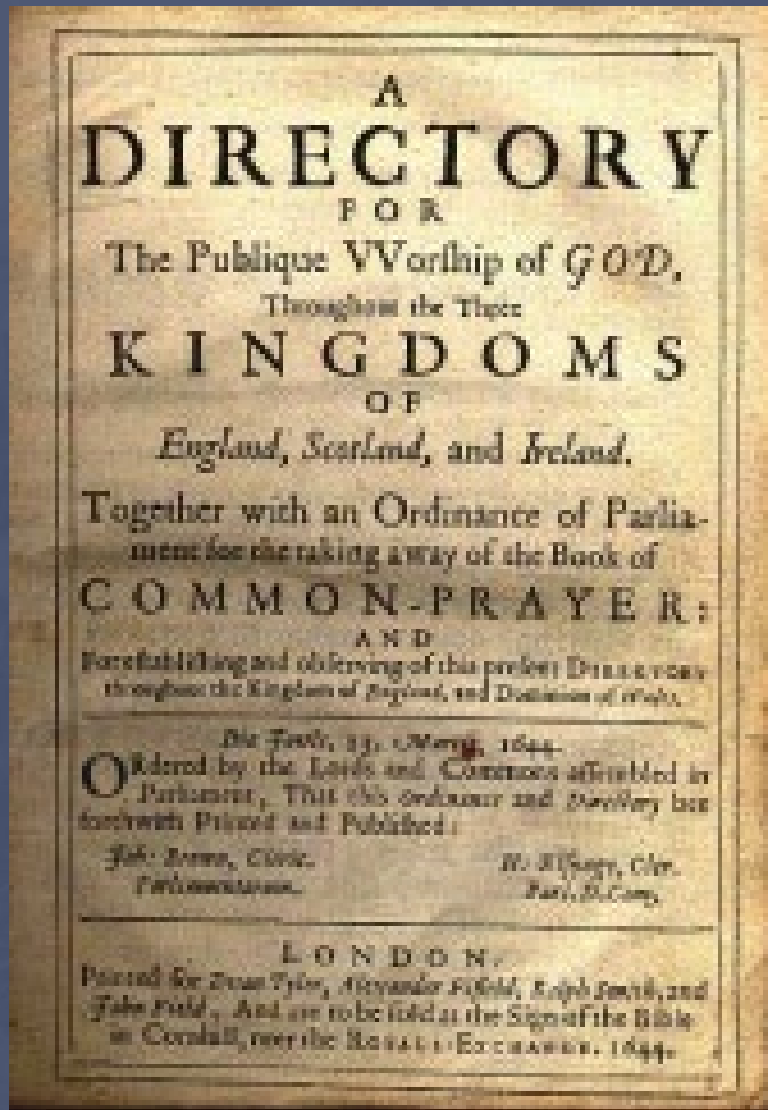 A
DIRECTORY
FOR
The Publique VVorſhip of GOD,
Throughout the Three
KINGDOMS
OF
England, Scotland, and Ireland.
Together with an Ordinance of Parlia-
ment for the taking away of the Book of
COMMON-PRAYER:
AND
For eſtabliſhing and obſerving of this preſent DIRECTORY
throughout the Kingdom of England, and Dominion of Wales.
Die Jovis, 13. March, 1644.
ORdered by the Lords and Commons aſſembled in
Parliament, That this Ordinance and Directory bee
forthwith Printed and Publiſhed:
Joh: Brown, Cleric.
Parliamentorum.
H: Elſynge, Cler.
Parl. D. Com.
LONDON.
Printed for Evan Tyler, Alexander Fifield, Ralph Smith, and
John Field; And are to be ſold at the Sign of the Bible
in Cornhill, neer the ROYALL-EXCHANGE. 1644.